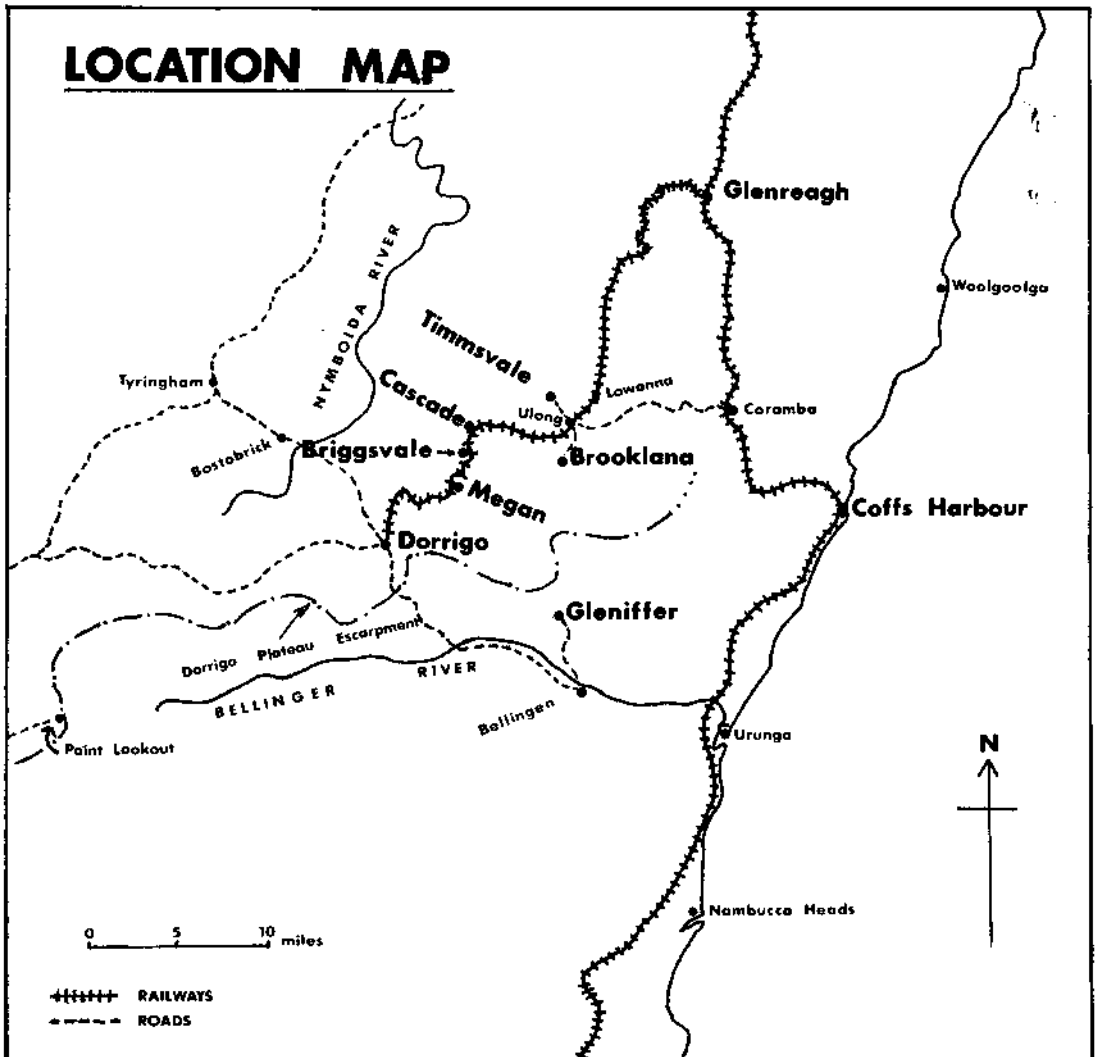 LOCATION MAP
Glenreagh
Woolgoolga
NYMBOIDA RIVER
Timmsvale
Tyringham
Cascade
Lowanna
Ulong
Coramba
Bostobrick
Briggsvale
Brooklana
Megan
Coffs Harbour
Dorrigo
Gleniffer
Dorrigo Plateau Escarpment
BELLINGER RIVER
Bellingen
Point Lookout
Urunga
N
Nambucca Heads
0 5 10 miles
RAILWAYS
ROADS